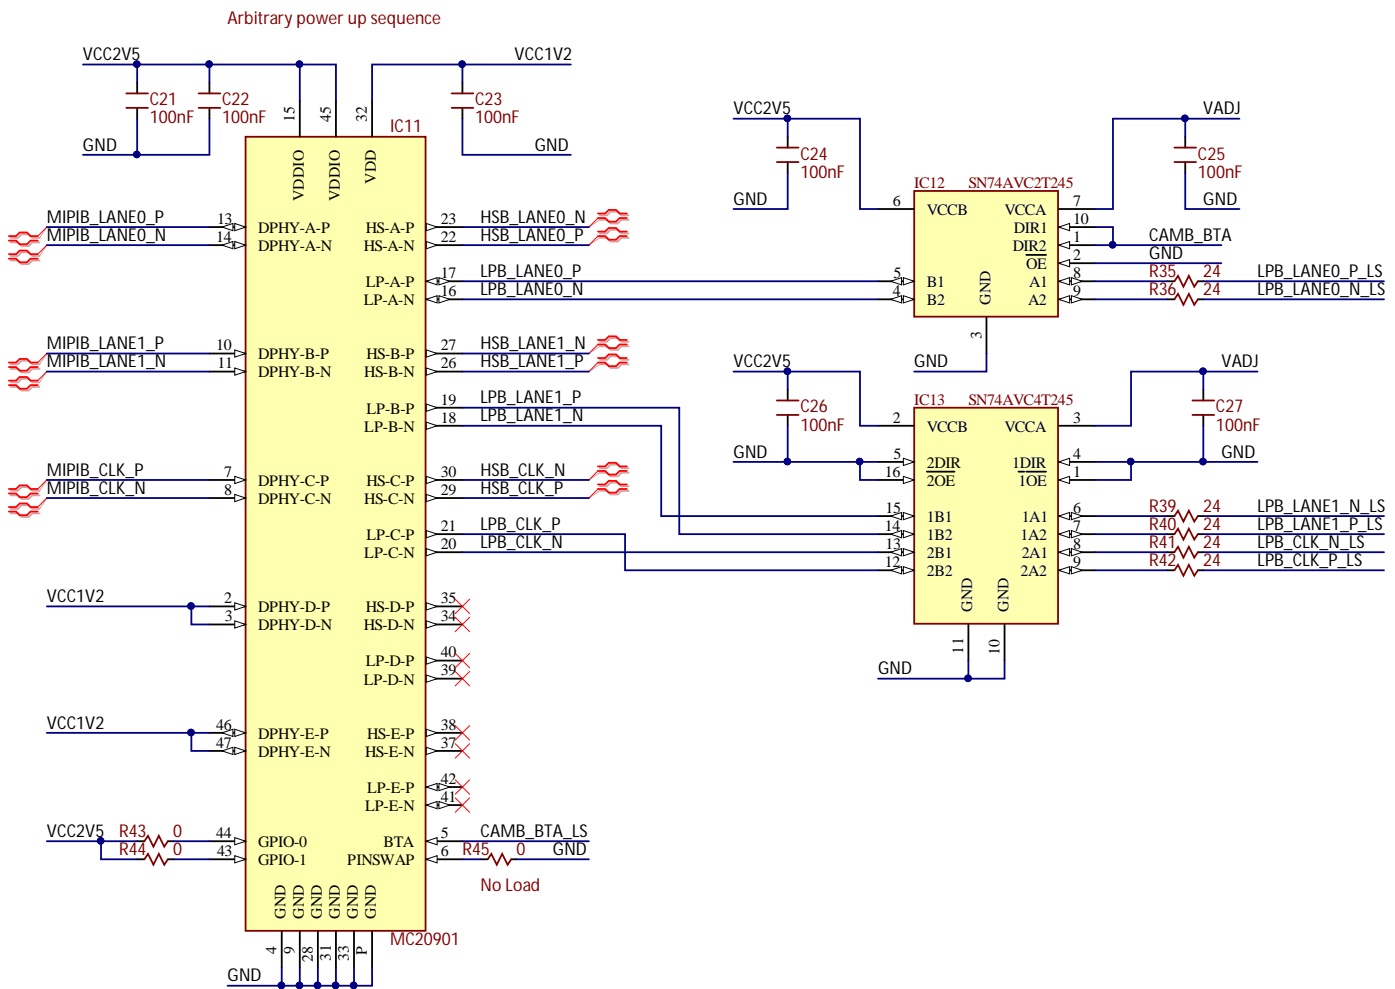 Arbitrary power up sequence
VCC2V5
VCC1V2
C21
100nF
C22
100nF
C23
100nF
GND
GND
15
45
32
IC11
VDDIO
VDDIO
VDD
MIPIB_LANE0_P
13
DPHY-A-P
HS-A-P
23
HSB_LANE0_N
MIPIB_LANE0_N
14
DPHY-A-N
HS-A-N
22
HSB_LANE0_P
LP-A-P
17
LPB_LANE0_P
LP-A-N
16
LPB_LANE0_N
MIPIB_LANE1_P
10
DPHY-B-P
HS-B-P
27
HSB_LANE1_N
MIPIB_LANE1_N
11
DPHY-B-N
HS-B-N
26
HSB_LANE1_P
LP-B-P
19
LPB_LANE1_P
LP-B-N
18
LPB_LANE1_N
MIPIB_CLK_P
7
DPHY-C-P
HS-C-P
30
HSB_CLK_N
MIPIB_CLK_N
8
DPHY-C-N
HS-C-N
29
HSB_CLK_P
LP-C-P
21
LPB_CLK_P
LP-C-N
20
LPB_CLK_N
VCC1V2
2
DPHY-D-P
HS-D-P
35
3
DPHY-D-N
HS-D-N
34
LP-D-P
40
LP-D-N
39
VCC1V2
46
DPHY-E-P
HS-E-P
38
47
DPHY-E-N
HS-E-N
37
LP-E-P
42
LP-E-N
41
VCC2V5
R43
0
44
GPIO-0
BTA
5
CAMB_BTA_LS
R44
0
43
GPIO-1
PINSWAP
6
R45
0
GND
No Load
GND
GND
GND
GND
GND
GND
MC20901
4
9
28
31
33
P
GND
VCC2V5
VADJ
C24
100nF
C25
100nF
GND
GND
IC12
SN74AVC2T245
6
VCCB
VCCA
7
DIR1
10
DIR2
1
CAMB_BTA
OE
2
GND
5
B1
A1
8
R35
24
LPB_LANE0_P_LS
4
B2
A2
9
R36
24
LPB_LANE0_N_LS
GND
3
GND
VCC2V5
VADJ
C26
100nF
C27
100nF
IC13
SN74AVC4T245
2
VCCB
VCCA
3
GND
5
2DIR
1DIR
4
GND
16
2OE
1OE
1
15
1B1
1A1
6
R39
24
LPB_LANE1_N_LS
14
1B2
1A2
7
R40
24
LPB_LANE1_P_LS
13
2B1
2A1
8
R41
24
LPB_CLK_N_LS
12
2B2
2A2
9
R42
24
LPB_CLK_P_LS
GND
GND
11
10
GND